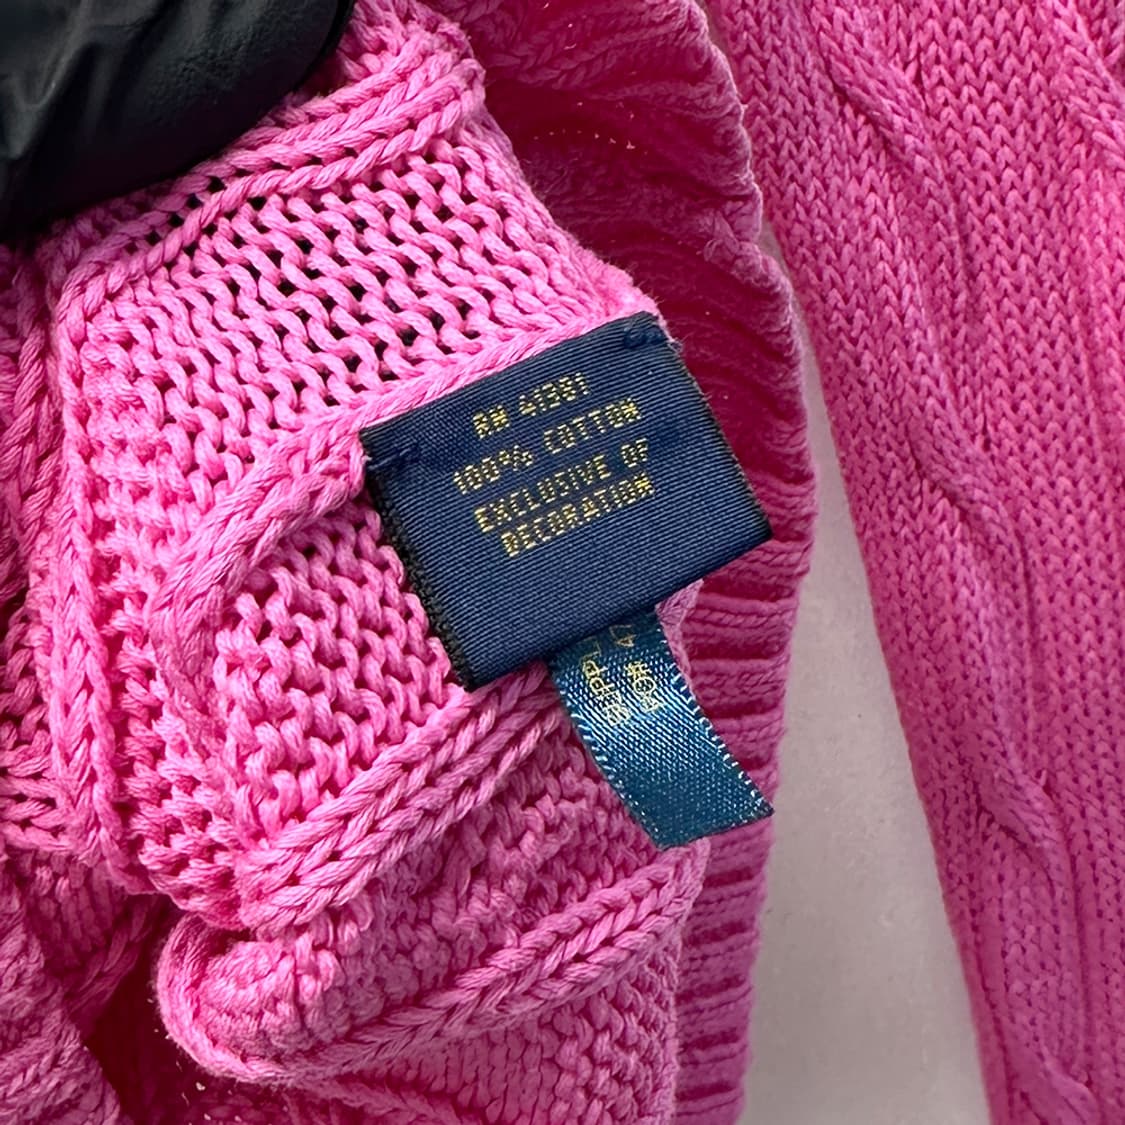 RN 41381
100% COTTON
EXCLUSIVE OF
DECORATION